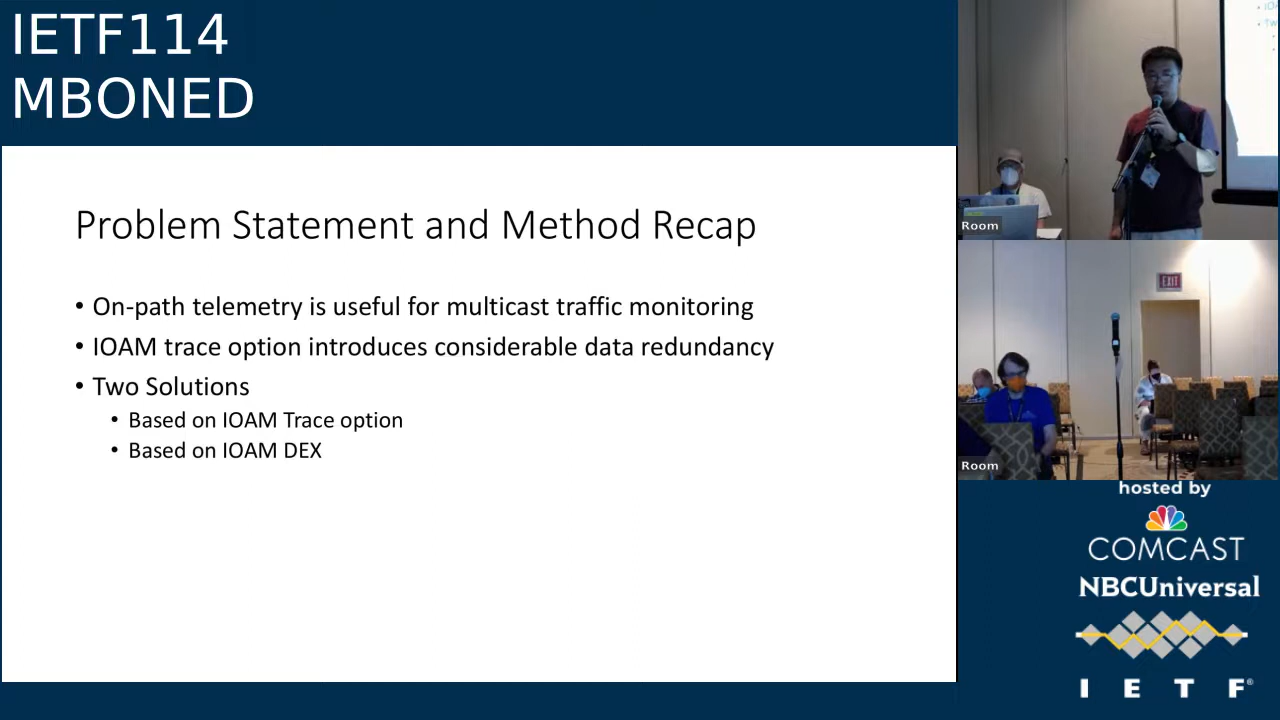 IETF114
MBONED
Problem Statement and Method Recap
• On-path telemetry is useful for multicast traffic monitoring
• IOAM trace option introduces considerable data redundancy
• Two Solutions
• Based on IOAM Trace option
• Based on IOAM DEX
Room
EXIT
Room
hosted by
COMCAST
NBCUniversal
I E T F®